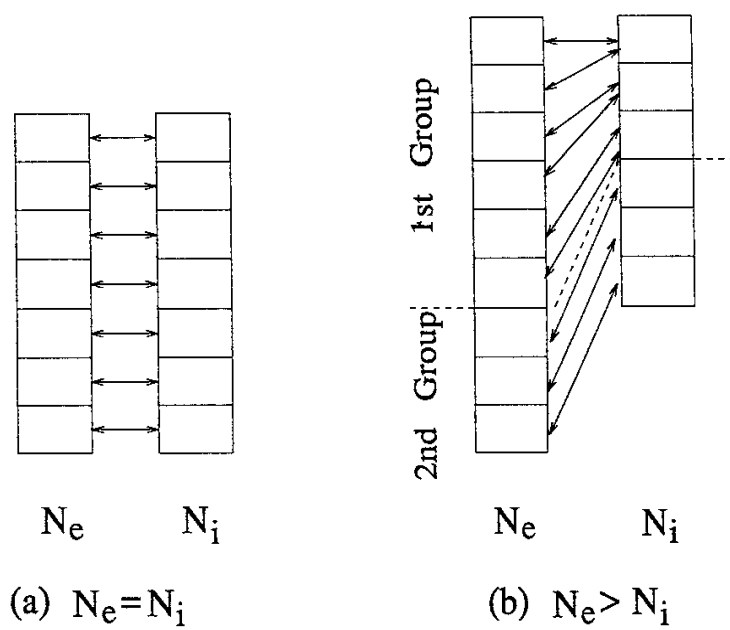 1st Group
2nd Group
Nₑ Nᵢ
Nₑ Nᵢ
(a) Nₑ=Nᵢ
(b) Nₑ> Nᵢ